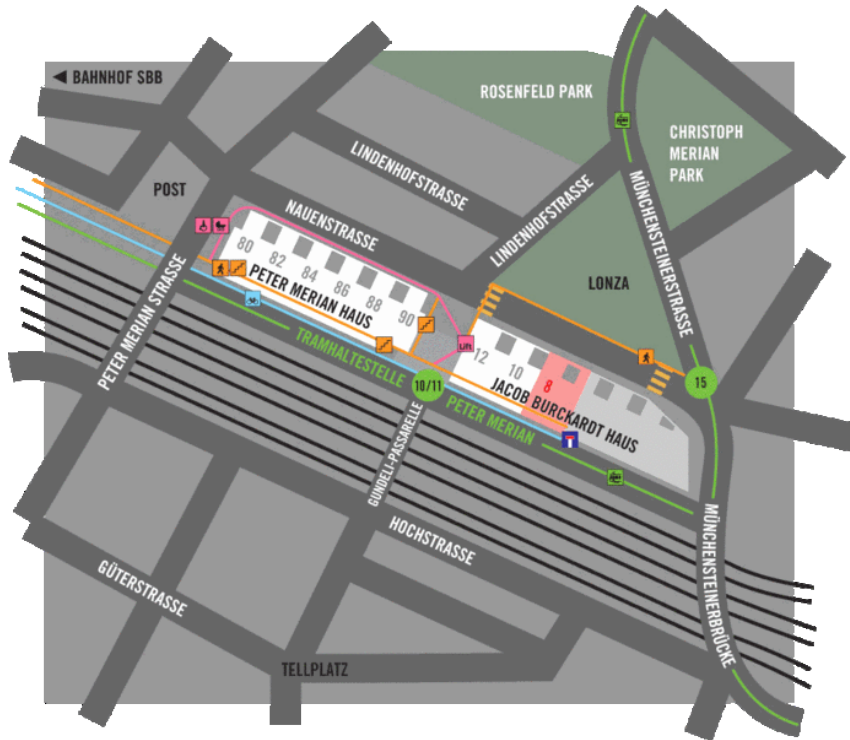 ◄ BAHNHOF SBB
ROSENFELD PARK
CHRISTOPH
MERIAN
PARK
LINDENHOFSTRASSE
POST
NAUENSTRASSE
LINDENHOFSTRASSE
MÜNCHENSTEINERSTRASSE
80
82
84
86
88
90
PETER MERIAN HAUS
LONZA
PETER MERIAN STRASSE
TRAMHALTESTELLE
10/11
PETER MERIAN
Lift
12
10
8
JACOB BURCKARDT HAUS
15
GUNDELI-PASSARELLE
HOCHSTRASSE
MÜNCHENSTEINERBRÜCKE
GÜTERSTRASSE
TELLPLATZ